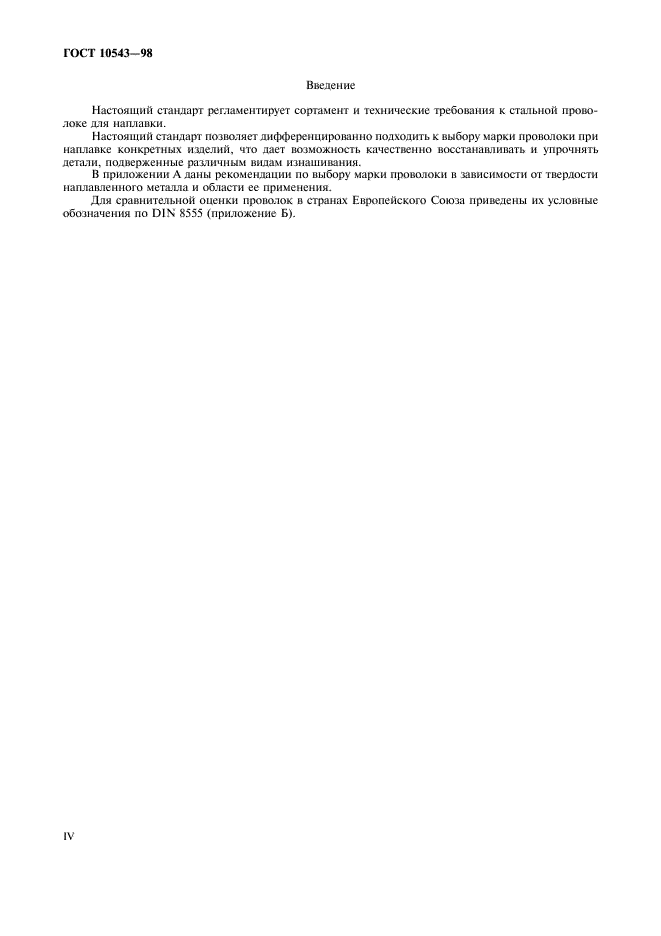 ГОСТ 10543—98
Введение
Настоящий стандарт регламентирует сортамент и технические требования к стальной прово-
локе для наплавки.
Настоящий стандарт позволяет дифференцированно подходить к выбору марки проволоки при
наплавке конкретных изделий, что дает возможность качественно восстанавливать и упрочнять
детали, подверженные различным видам изнашивания.
В приложении А даны рекомендации по выбору марки проволоки в зависимости от твердости
наплавленного металла и области ее применения.
Для сравнительной оценки проволок в странах Европейского Союза приведены их условные
обозначения по DIN 8555 (приложение Б).
IV